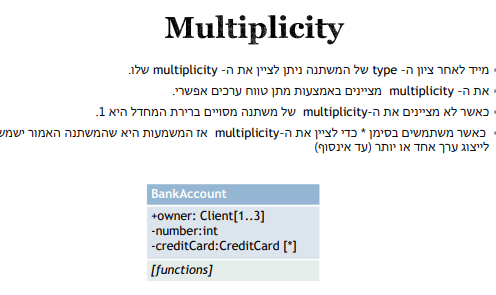 Multiplicity
מייד לאחר ציון ה- type של המשתנה ניתן לציין את ה- multiplicity שלו.
את ה- multiplicity מציינים באמצעות מתן טווח ערכים אפשרי.
כאשר לא מציינים את ה-multiplicity של משתנה מסויים ברירת המחדל היא 1.
כאשר משתמשים בסימן * כדי לציין את ה-multiplicity אז המשמעות היא שהמשתנה האמור ישמש
לייצוג ערך אחד או יותר (עד אינסוף)
BankAccount
+owner: Client[1..3]
-number:int
-creditCard:CreditCard [*]
[functions]